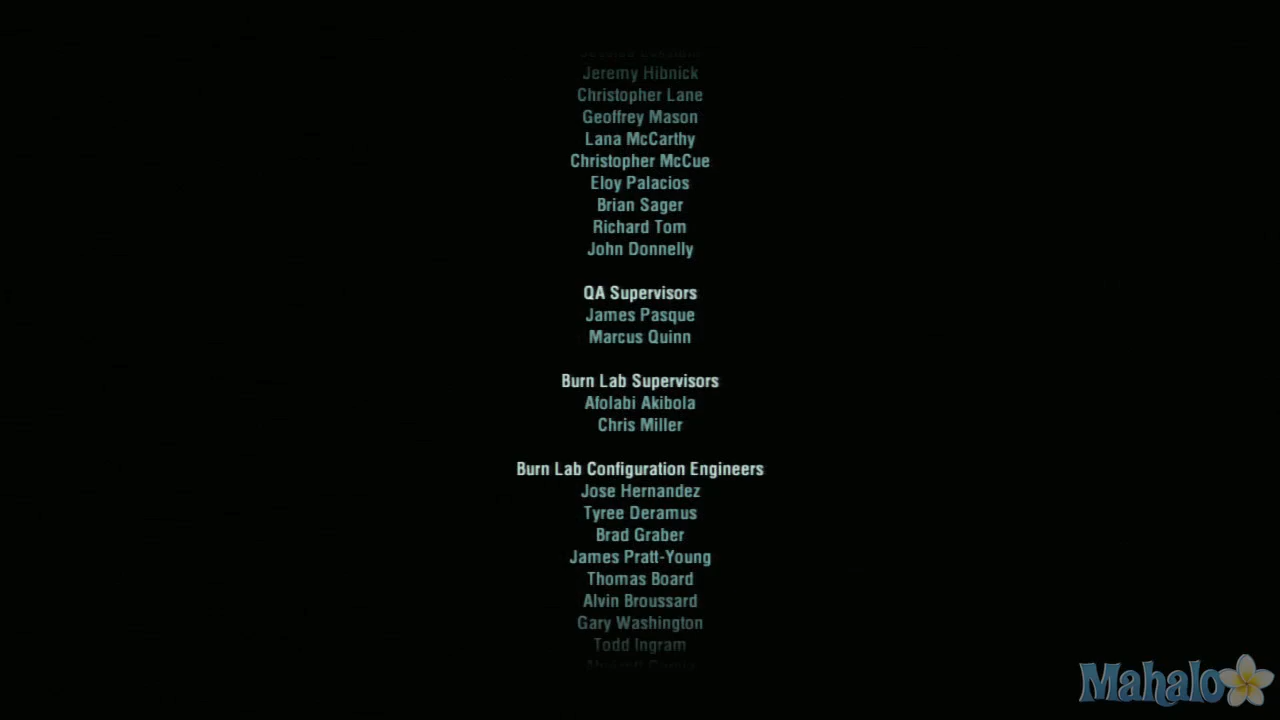 Jeremy Hibnick
Christopher Lane
Geoffrey Mason
Lana McCarthy
Christopher McCue
Eloy Palacios
Brian Sager
Richard Tom
John Donnelly
QA Supervisors
James Pasque
Marcus Quinn
Burn Lab Supervisors
Afolabi Akibola
Chris Miller
Burn Lab Configuration Engineers
Jose Hernandez
Tyree Deramus
Brad Graber
James Pratt-Young
Thomas Board
Alvin Broussard
Gary Washington
Todd Ingram
Mahalo